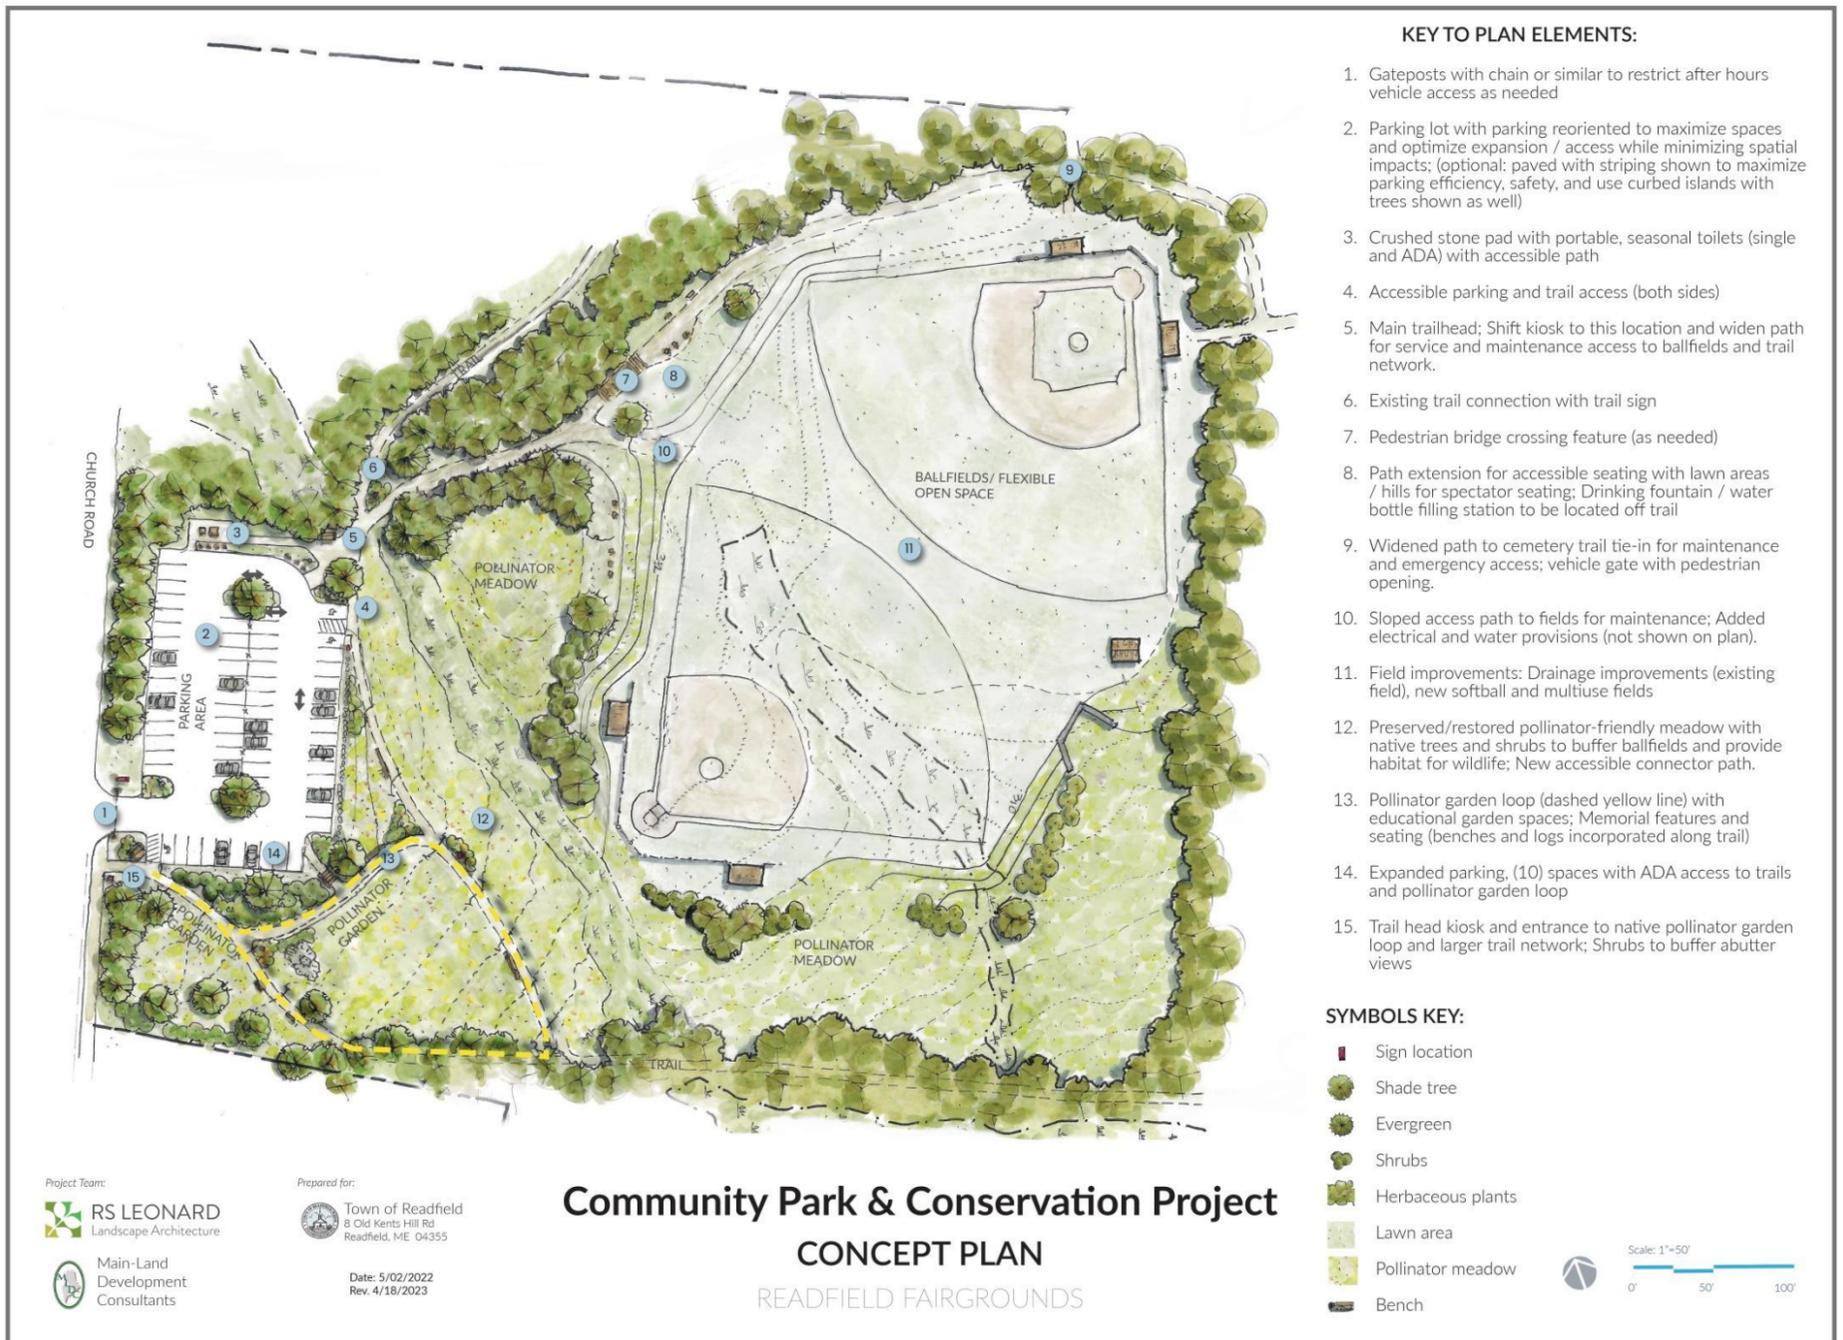 KEY TO PLAN ELEMENTS:
1. Gateposts with chain or similar to restrict after hours
vehicle access as needed
2. Parking lot with parking reoriented to maximize spaces
and optimize expansion / access while minimizing spatial
impacts; (optional: paved with striping shown to maximize
parking efficiency, safety, and use curbed islands with
trees shown as well)
3. Crushed stone pad with portable, seasonal toilets (single
and ADA) with accessible path
4. Accessible parking and trail access (both sides)
5. Main trailhead; Shift kiosk to this location and widen path
for service and maintenance access to ballfields and trail
network.
6. Existing trail connection with trail sign
7. Pedestrian bridge crossing feature (as needed)
8. Path extension for accessible seating with lawn areas
/ hills for spectator seating; Drinking fountain / water
bottle filling station to be located off trail
9. Widened path to cemetery trail tie-in for maintenance
and emergency access; vehicle gate with pedestrian
opening.
10. Sloped access path to fields for maintenance; Added
electrical and water provisions (not shown on plan).
11. Field improvements: Drainage improvements (existing
field), new softball and multiuse fields
12. Preserved/restored pollinator-friendly meadow with
native trees and shrubs to buffer ballfields and provide
habitat for wildlife; New accessible connector path.
13. Pollinator garden loop (dashed yellow line) with
educational garden spaces; Memorial features and
seating (benches and logs incorporated along trail)
14. Expanded parking, (10) spaces with ADA access to trails
and pollinator garden loop
15. Trail head kiosk and entrance to native pollinator garden
loop and larger trail network; Shrubs to buffer abutter
views
SYMBOLS KEY:
Sign location
Shade tree
Evergreen
Shrubs
Herbaceous plants
Lawn area
Pollinator meadow
Bench
Scale: 1"=50'
0' 50' 100'
9
TRAIL
7
8
10
6
CHURCH ROAD
BALLFIELDS/ FLEXIBLE
OPEN SPACE
3
5
11
POLLINATOR
MEADOW
4
2
PARKING
AREA
1
12
14
13
15
POLLINATOR
GARDEN
POLLINATOR
GARDEN
POLLINATOR
MEADOW
TRAIL
Project Team:
RS LEONARD
Landscape Architecture
Main-Land
Development
Consultants
Prepared for:
Town of Readfield
8 Old Kents Hill Rd
Readfield, ME 04355
Date: 5/02/2022
Rev. 4/18/2023
Community Park & Conservation Project
CONCEPT PLAN
READFIELD FAIRGROUNDS